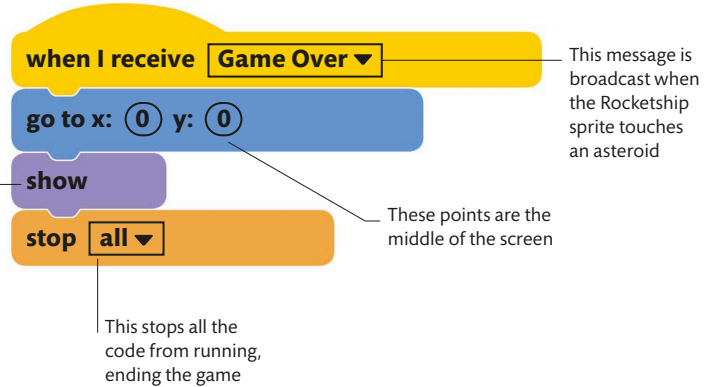 when I receive Game Over
This message is
broadcast when
the Rocketship
sprite touches
an asteroid
go to x: 0 y: 0
These points are the
middle of the screen
show
stop all
This stops all the
code from running,
ending the game